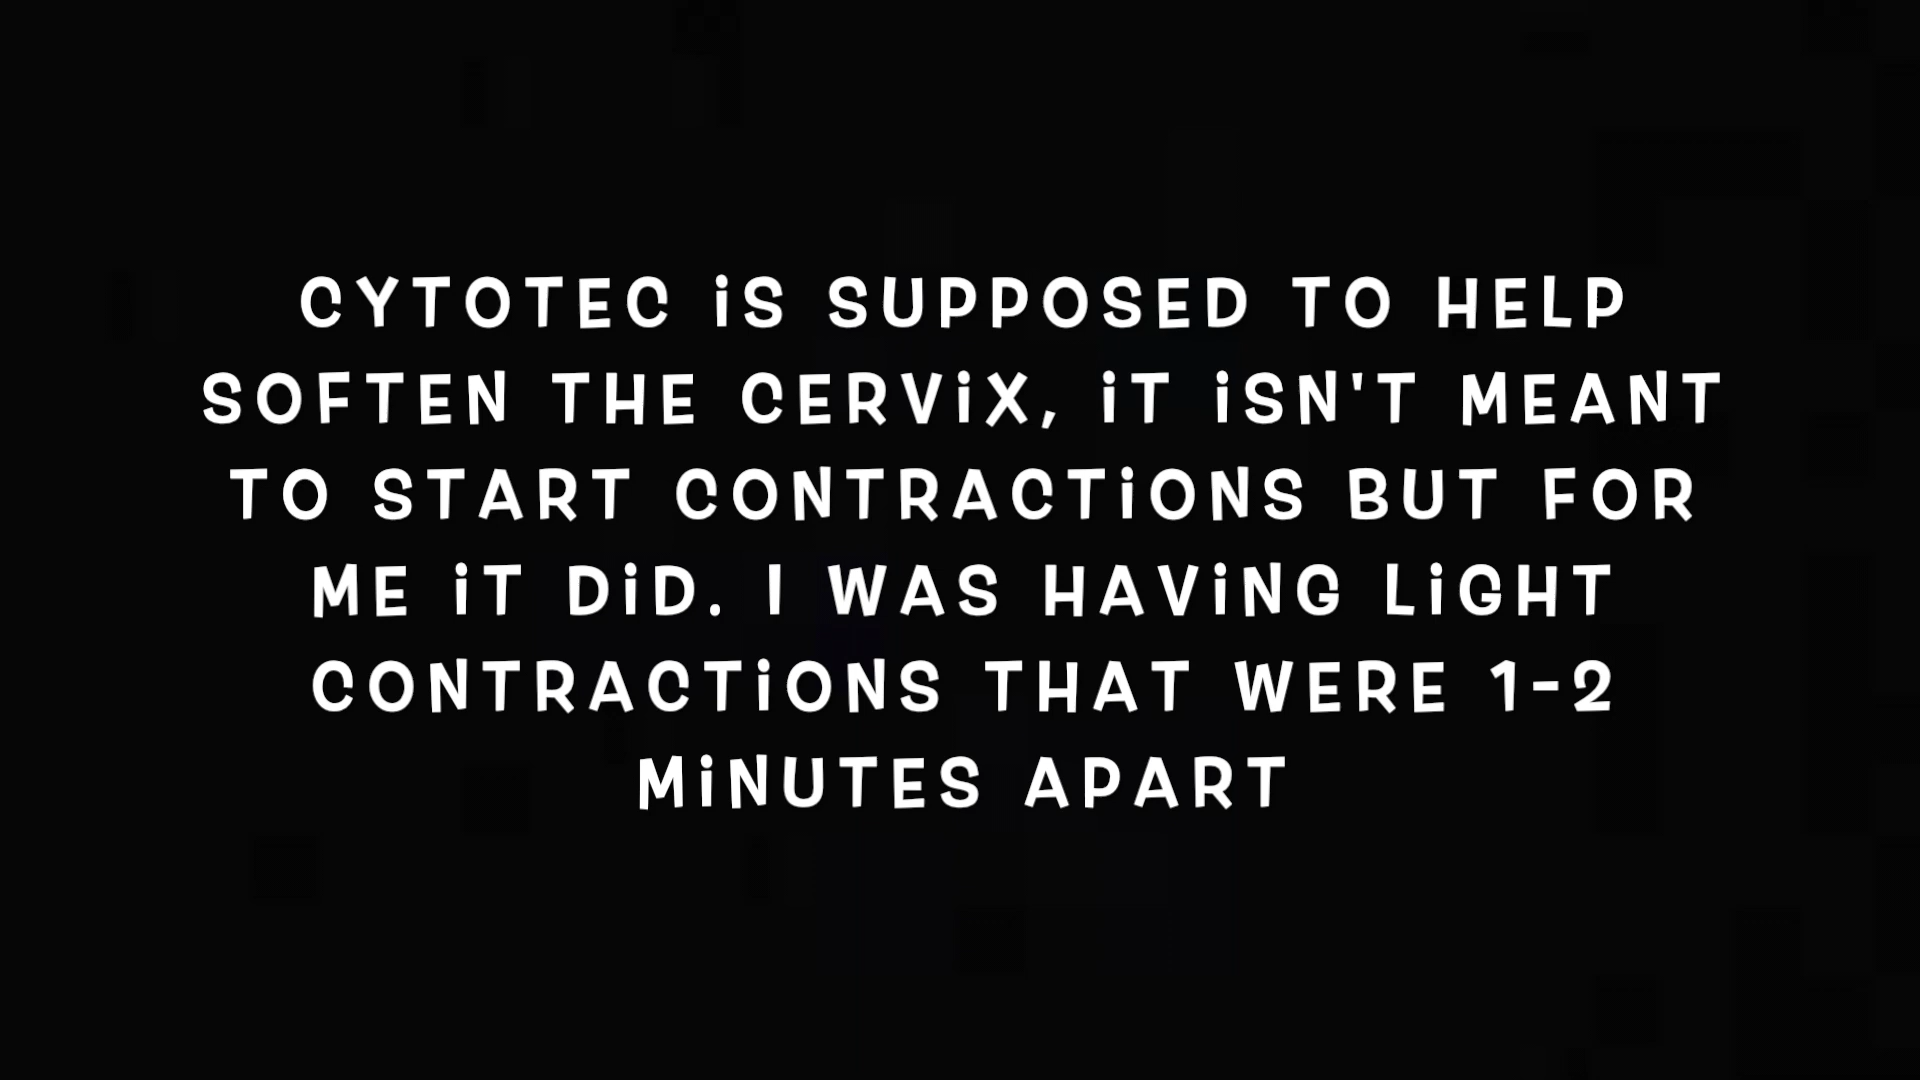 CYTOTEC iS SUPPOSED TO HELP
SOFTEN THE CERViX, iT iSN'T MEANT
TO START CONTRACTiONS BUT FOR
ME iT DiD. I WAS HAViNG LiGHT
CONTRACTiONS THAT WERE 1-2
MiNUTES APART